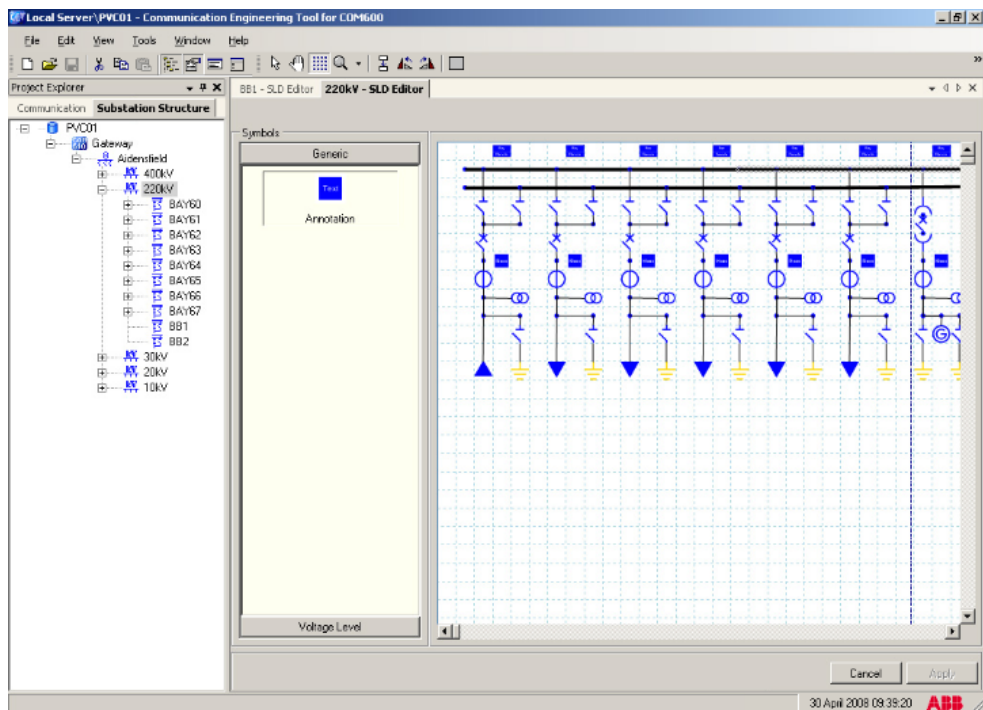 Local Server\PVC01 - Communication Engineering Tool for COM600
File Edit View Tools Window Help
Project Explorer
BB1 - SLD Editor 220kV - SLD Editor
Communication Substation Structure
PVC01
Gateway
Aidensfield
400kV
220kV
BAY60
BAY61
BAY62
BAY63
BAY64
BAY65
BAY66
BAY67
BB1
BB2
30kV
20kV
10kV
Symbols
Generic
Text
Annotation
Voltage Level
G
Cancel Apply
30 April 2008 09:39:20 ABB